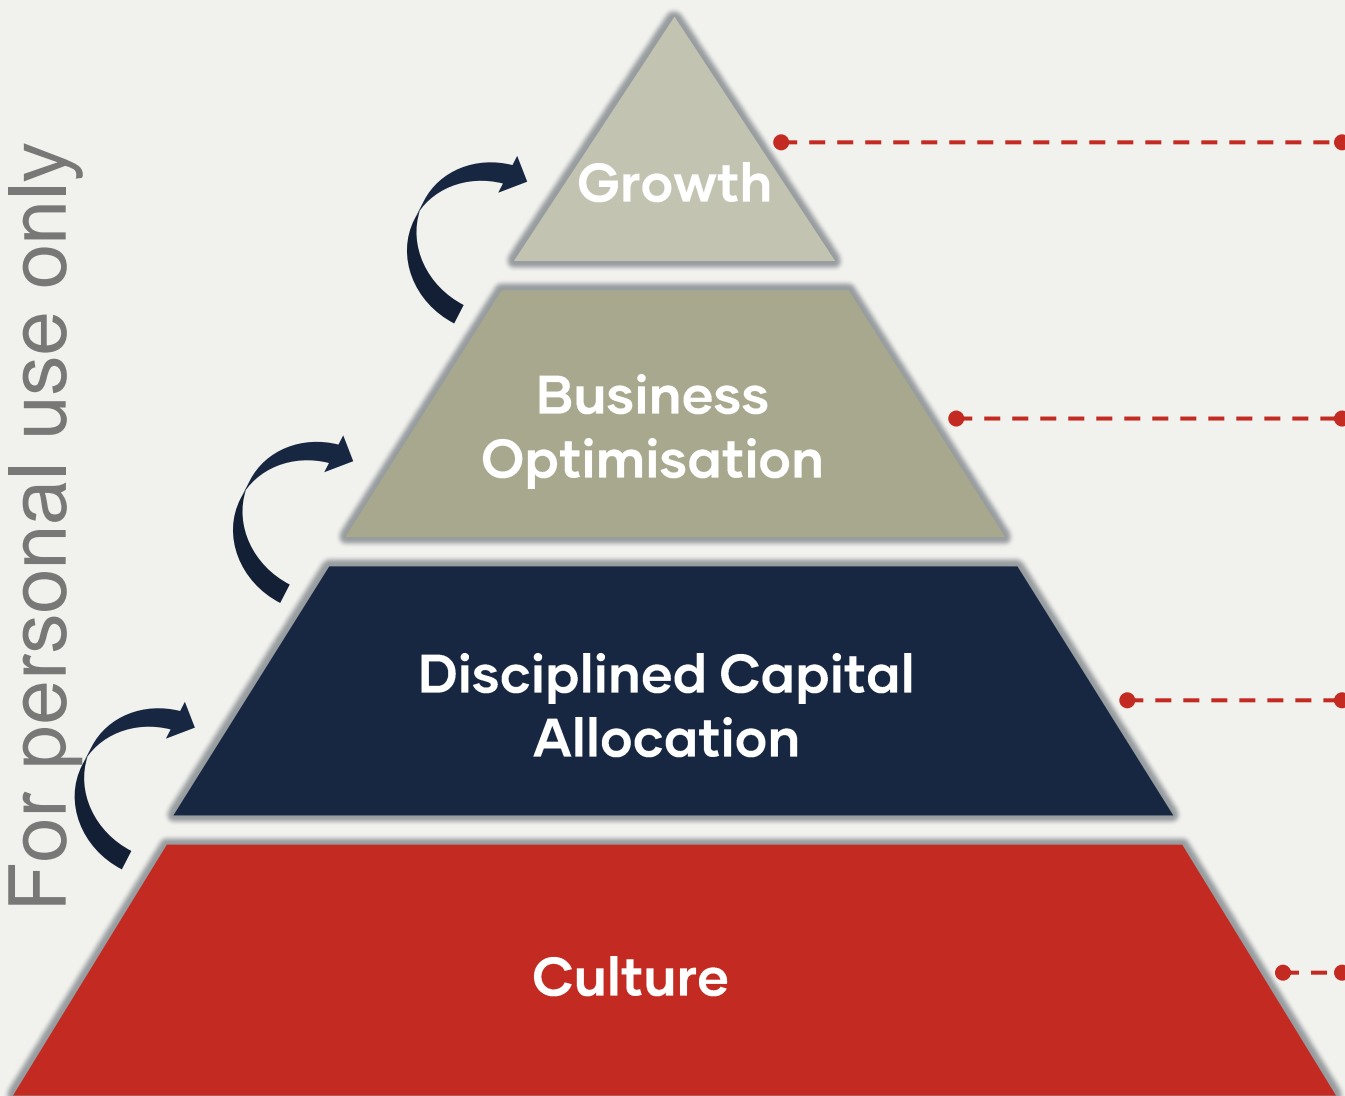 For personal use only
Growth
Business
Optimisation
Disciplined Capital
Allocation
Culture